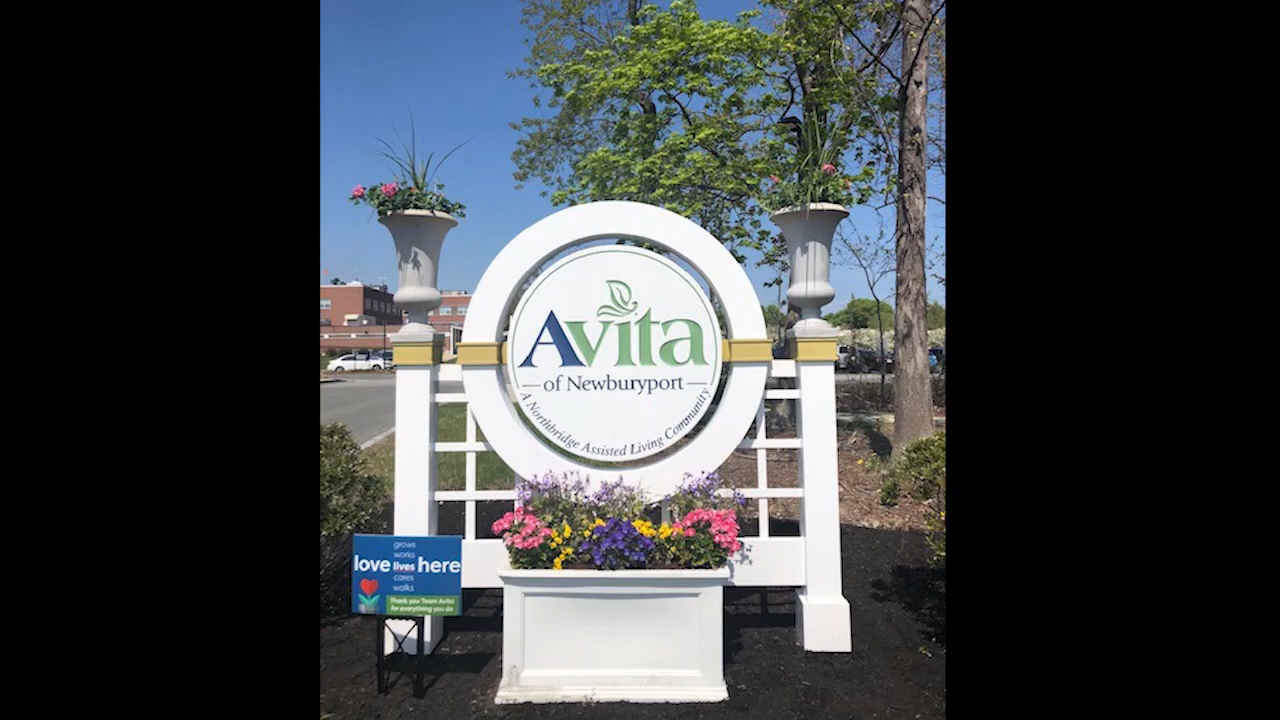 Avita
of Newburyport
A Northbridge Assisted Living Community
grows
works
love lives here
cares
walks
Thank you Team Avita
for everything you do